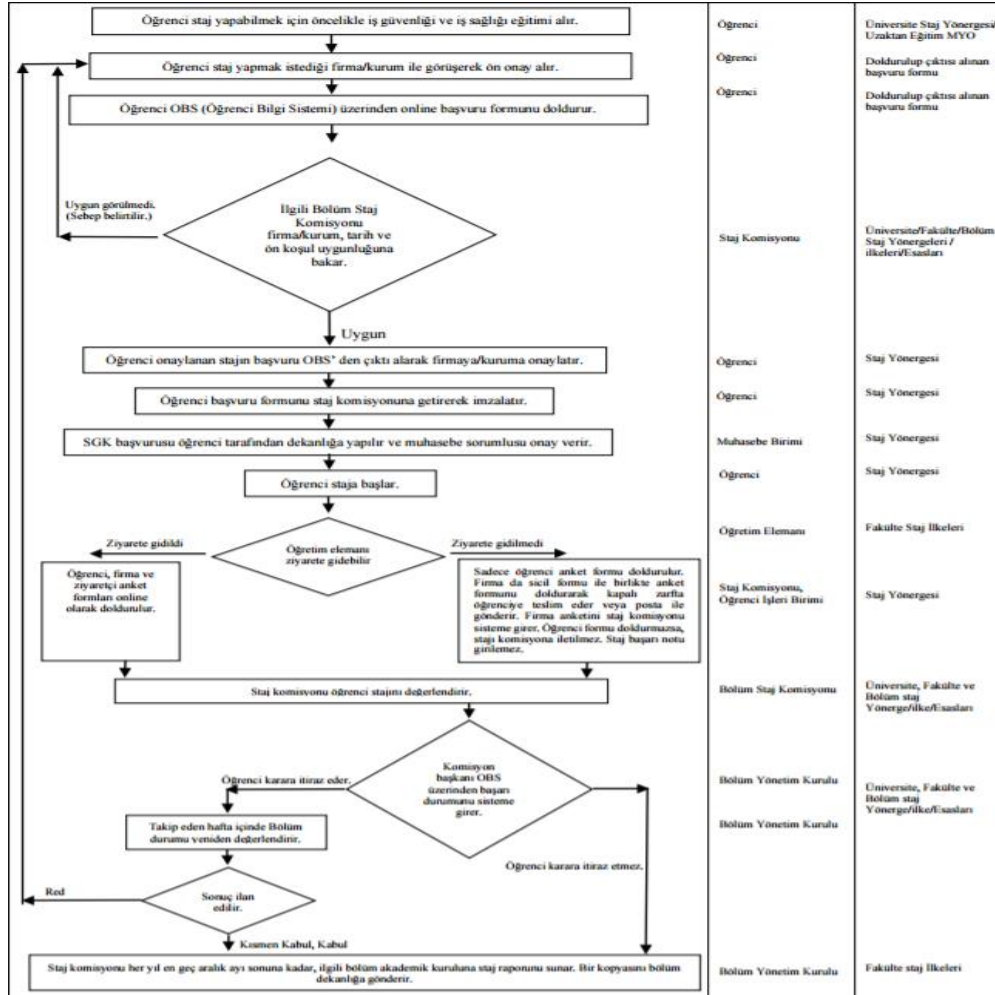 Öğrenci staj yapabilmek için öncelikle iş güvenliği ve iş sağlığı eğitimi alır.
Öğrenci
Üniversite Staj Yönergesi/
Uzaktan Eğitim MYO
Öğrenci staj yapmak istediği firma/kurum ile görüşerek ön onay alır.
Öğrenci
Doldurulup çıktısı alınan
başvuru formu
Öğrenci OBS (Öğrenci Bilgi Sistemi) üzerinden online başvuru formunu doldurur.
Öğrenci
Doldurulup çıktısı alınan
başvuru formu
Uygun görülmedi.
(Sebep belirtilir.)
İlgili Bölüm Staj
Komisyonu
firma/kurum, tarih ve
ön koşul uygunluğuna
bakar.
Staj Komisyonu
Üniversite/Fakülte/Bölüm
Staj Yönergeleri /
ilkeleri/Esasları
Uygun
Öğrenci onaylanan stajın başvuru OBS' den çıktı alarak firmaya/kuruma onaylatır.
Öğrenci
Staj Yönergesi
Öğrenci başvuru formunu staj komisyonuna getirerek imzalatır.
Öğrenci
Staj Yönergesi
SGK başvurusu öğrenci tarafından dekanlığa yapılır ve muhasebe sorumlusu onay verir.
Muhasebe Birimi
Staj Yönergesi
Öğrenci staja başlar.
Öğrenci
Staj Yönergesi
Ziyarete gidildi
Öğretim elemanı
ziyarete gidebilir
Ziyarete gidilmedi
Öğretim Elemanı
Fakülte Staj İlkeleri
Öğrenci, firma ve
ziyaretçi anket
formları online
olarak doldurulur.
Sadece öğrenci anket formu doldurulur.
Firma da sicil formu ile birlikte anket
formunu doldurarak kapalı zarfta
öğrenciye teslim eder veya posta ile
gönderir. Firma anketini staj komisyonu
sisteme girer. Öğrenci formu doldurmazsa,
stajı komisyona iletilmez. Staj başarı notu
girilemez.
Staj Komisyonu,
Öğrenci İşleri Birimi
Staj Yönergesi
Staj komisyonu öğrenci stajını değerlendirir.
Bölüm Staj Komisyonu
Üniversite, Fakülte ve
Bölüm staj
Yönerge/ilke/Esasları
Öğrenci karara itiraz eder.
Komisyon
başkanı OBS
üzerinden başarı
durumunu sisteme
girer.
Bölüm Yönetim Kurulu
Üniversite, Fakülte ve
Bölüm staj
Yönerge/ilke/Esasları
Takip eden hafta içinde Bölüm
durumu yeniden değerlendirir.
Bölüm Yönetim Kurulu
Öğrenci karara itiraz etmez.
Red
Sonuç ilan
edilir.
Kısmen Kabul, Kabul
Staj komisyonu her yıl en geç aralık ayı sonuna kadar, ilgili bölüm akademik kuruluna staj raporunu sunar. Bir kopyasını bölüm
dekanlığa gönderir.
Bölüm Yönetim Kurulu
Fakülte staj İlkeleri